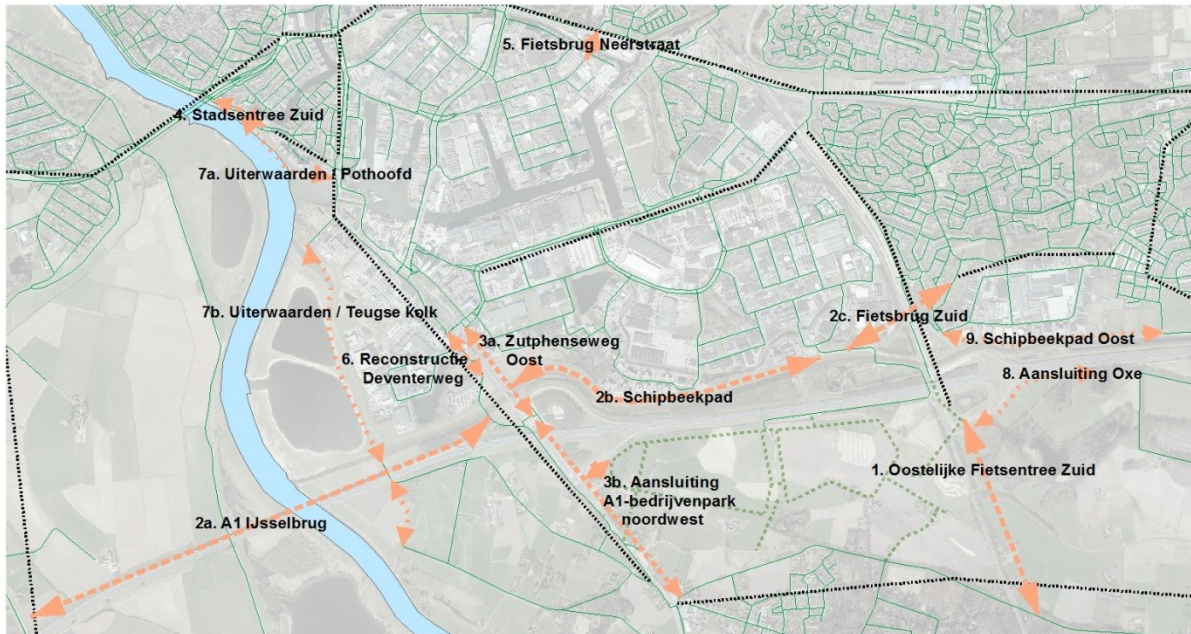 5. Fietsbrug Neerstraat
4. Stadsentree Zuid
7a. Uiterwaarden / Pothoofd
7b. Uiterwaarden / Teugse kolk
3a. Zutphenseweg
Oost
6. Reconstructie
Deventerweg
2c. Fietsbrug Zuid
9. Schipbeekpad Oost
8. Aansluiting Oxe
2b. Schipbeekpad
1. Oostelijke Fietsentree Zuid
3b. Aansluiting
A1-bedrijvenpark
noordwest
2a. A1 IJsselbrug